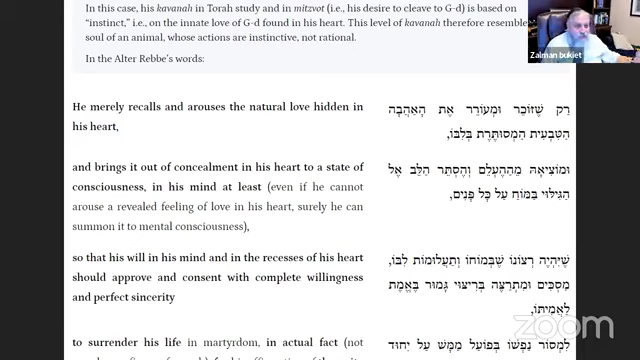 In this case, his kavanah in Torah study and in mitzvot (i.e., his desire to cleave to G-d) is based on
“instinct,” i.e., on the innate love of G-d found in his heart. This level of kavanah therefore resemble
soul of an animal, whose actions are instinctive, not rational.
In the Alter Rebbe’s words:
He merely recalls and arouses the natural love hidden in
his heart,
רַק שֶׁזּוֹכֵר וּמְעוֹרֵר אֶת הָאַהֲבָה
הַטִּבְעִית הַמְסוּתֶּרֶת בְּלִבּוֹ,
and brings it out of concealment in his heart to a state of
consciousness, in his mind at least (even if he cannot
arouse a revealed feeling of love in his heart, surely he can
summon it to mental consciousness),
וּמוֹצִיאָהּ מֵהַהֶעְלֵם וְהֶסְתֵּר הַלֵּב אֶל
הַגִּילּוּי בַּמּוֹחַ עַל כָּל פָּנִים,
so that his will in his mind and in the recesses of his heart
should approve and consent with complete willingness
and perfect sincerity
שֶׁיִּהְיֶה רְצוֹנוֹ שֶׁבְּמוֹחוֹ וְתַעֲלוּמוֹת לִבּוֹ,
מַסְכִּים וּמִתְרַצֶּה בְּרִיצּוּי גָּמוּר בֶּאֱמֶת
לַאֲמִיתּוֹ,
to surrender his life in martyrdom, in actual fact (not
לִמְסוֹר נַפְשׁוֹ בְּפוֹעַל מַמָּשׁ עַל יִחוּד
Zalman bukiet
zoom